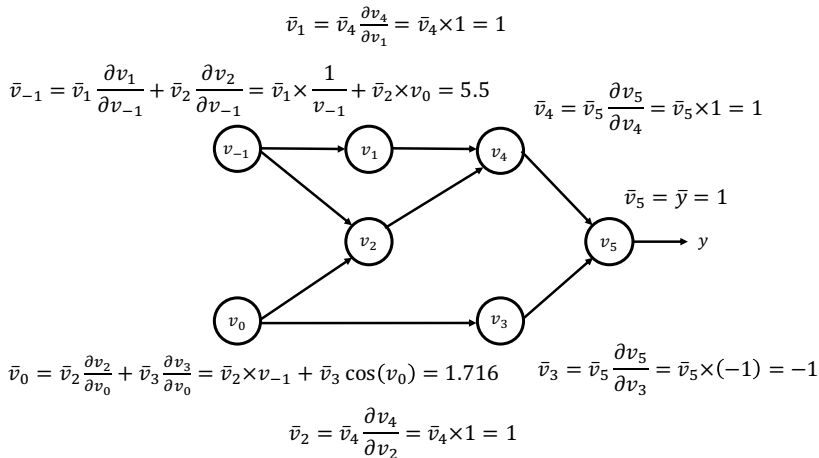 v̄₁ = v̄₄ ∂v₄/∂v₁ = v̄₄×1 = 1
v̄₋₁ = v̄₁ ∂v₁/∂v₋₁ + v̄₂ ∂v₂/∂v₋₁ = v̄₁× 1/v₋₁ + v̄₂×v₀ = 5.5
v̄₄ = v̄₅ ∂v₅/∂v₄ = v̄₅×1 = 1
v₋₁
v₁
v₄
v̄₅ = ȳ = 1
v₂
v₅
y
v₀
v₃
v̄₀ = v̄₂ ∂v₂/∂v₀ + v̄₃ ∂v₃/∂v₀ = v̄₂×v₋₁ + v̄₃ cos(v₀) = 1.716
v̄₃ = v̄₅ ∂v₅/∂v₃ = v̄₅×(−1) = −1
v̄₂ = v̄₄ ∂v₄/∂v₂ = v̄₄×1 = 1